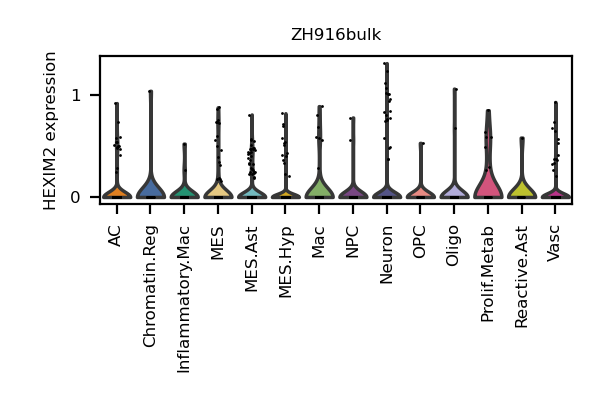 ZH916bulk
HEXIM2 expression
1
0
AC
Chromatin.Reg
Inflammatory.Mac
MES
MES.Ast
MES.Hyp
Mac
NPC
Neuron
OPC
Oligo
Prolif.Metab
Reactive.Ast
Vasc